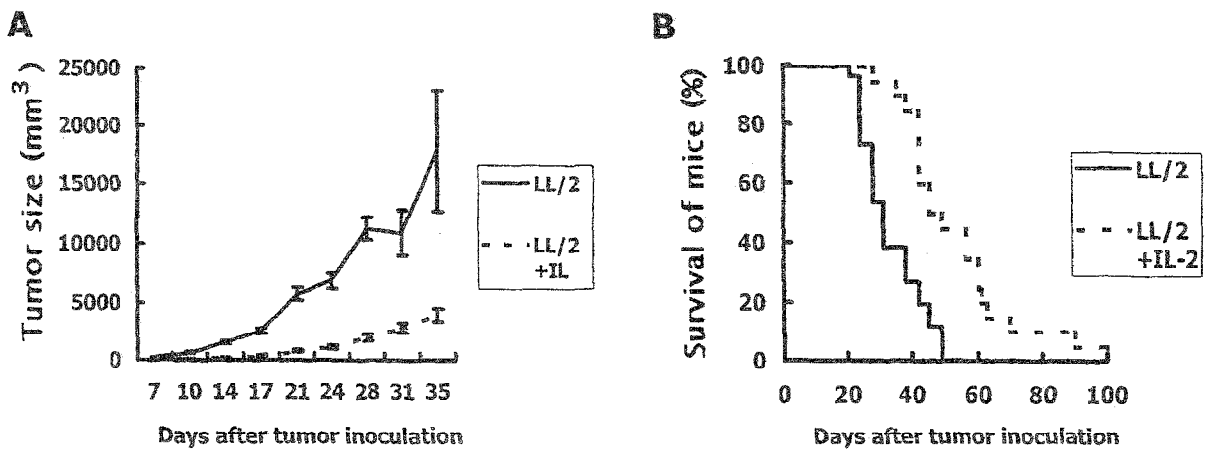 A
Tumor size (mm³)
25000
20000
15000
10000
5000
0
7 10 14 17 21 24 28 31 35
Days after tumor inoculation
LL/2
LL/2
+IL
B
Survival of mice (%)
100
80
60
40
20
0
0 20 40 60 80 100
Days after tumor inoculation
LL/2
LL/2
+IL-2